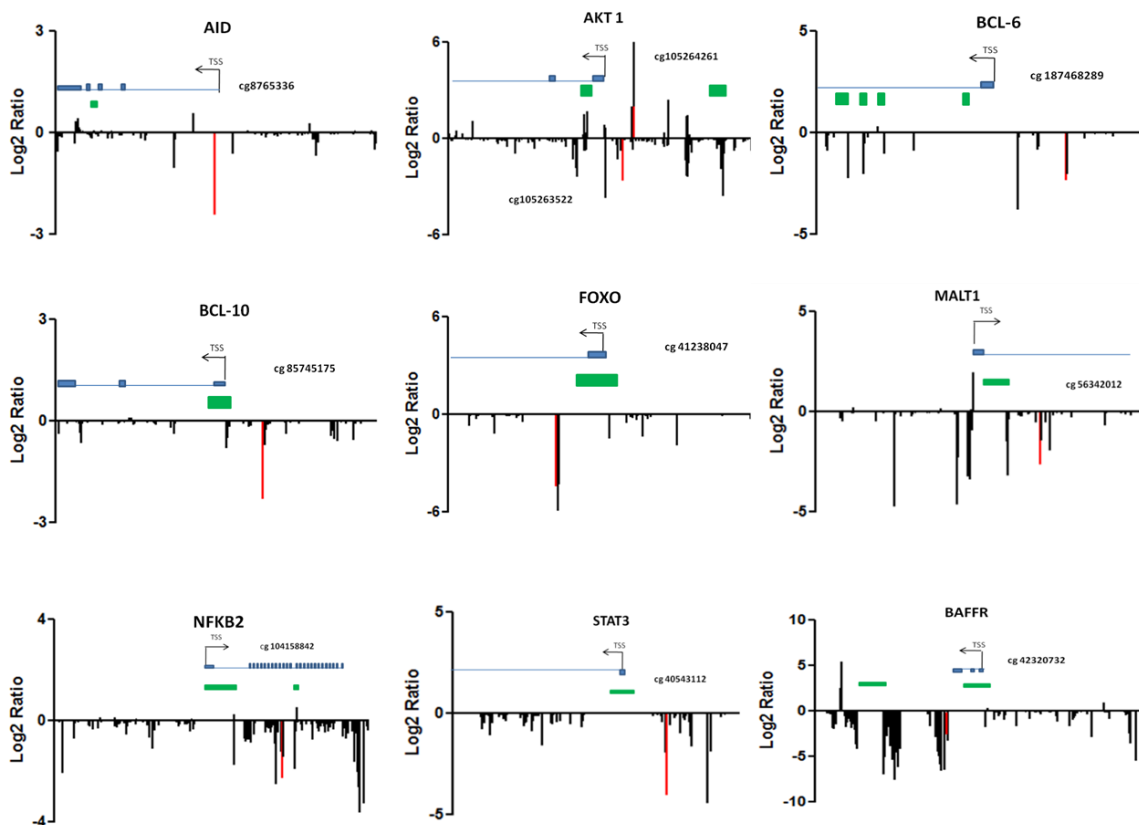 AID
3
TSS
cg8765336
Log2 Ratio
0
-3
AKT 1
6
TSS
cg105264261
Log2 Ratio
0
cg105263522
-6
BCL-6
5
TSS
cg 187468289
Log2 Ratio
0
-5
BCL-10
3
TSS
cg 85745175
Log2 Ratio
0
-3
FOXO
6
TSS
cg 41238047
Log2 Ratio
0
-6
MALT1
5
TSS
cg 56342012
Log2 Ratio
0
-5
NFKB2
4
TSS
cg 104158842
Log2 Ratio
0
-4
STAT3
5
TSS
cg 40543112
Log2 Ratio
0
-5
BAFFR
10
TSS
cg 42320732
5
Log2 Ratio
0
-5
-10